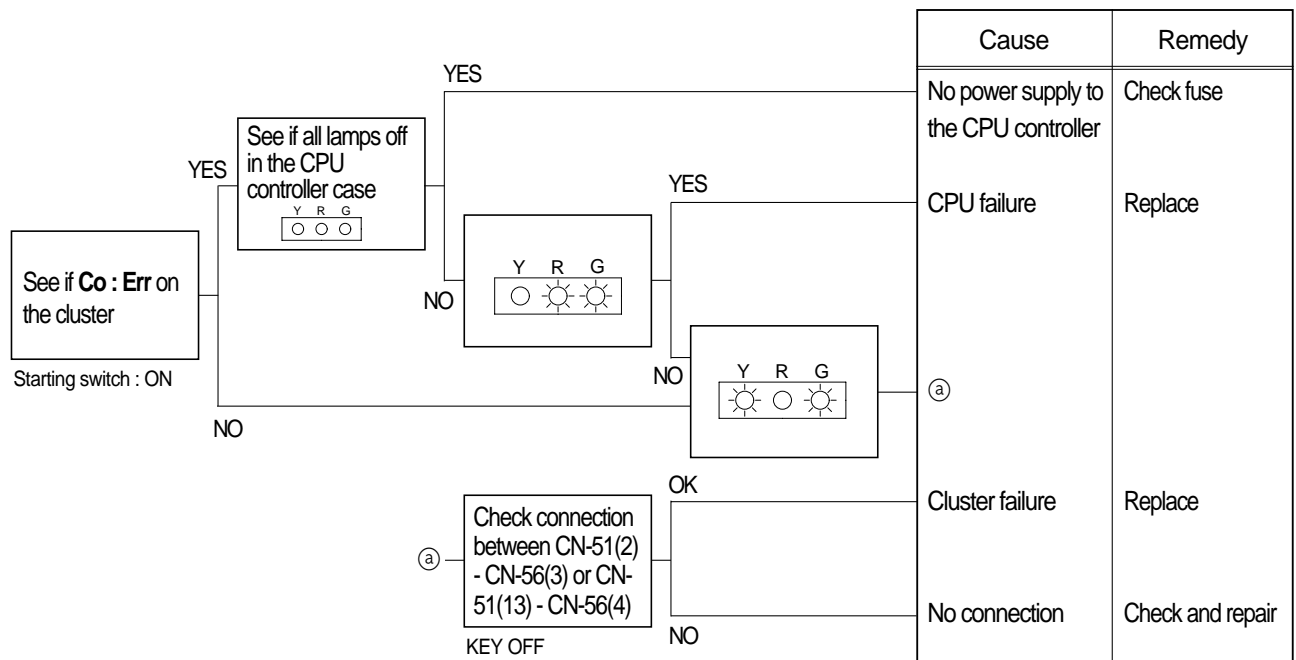 Cause
Remedy
YES
No power supply to
the CPU controller
Check fuse
See if all lamps off
in the CPU
controller case
Y R G
YES
YES
CPU failure
Replace
See if Co : Err on
the cluster
Starting switch : ON
Y R G
NO
Y R G
NO
NO
ⓐ
OK
Cluster failure
Replace
Check connection
between CN-51(2)
- CN-56(3) or CN-
51(13) - CN-56(4)
ⓐ
KEY OFF
NO
No connection
Check and repair